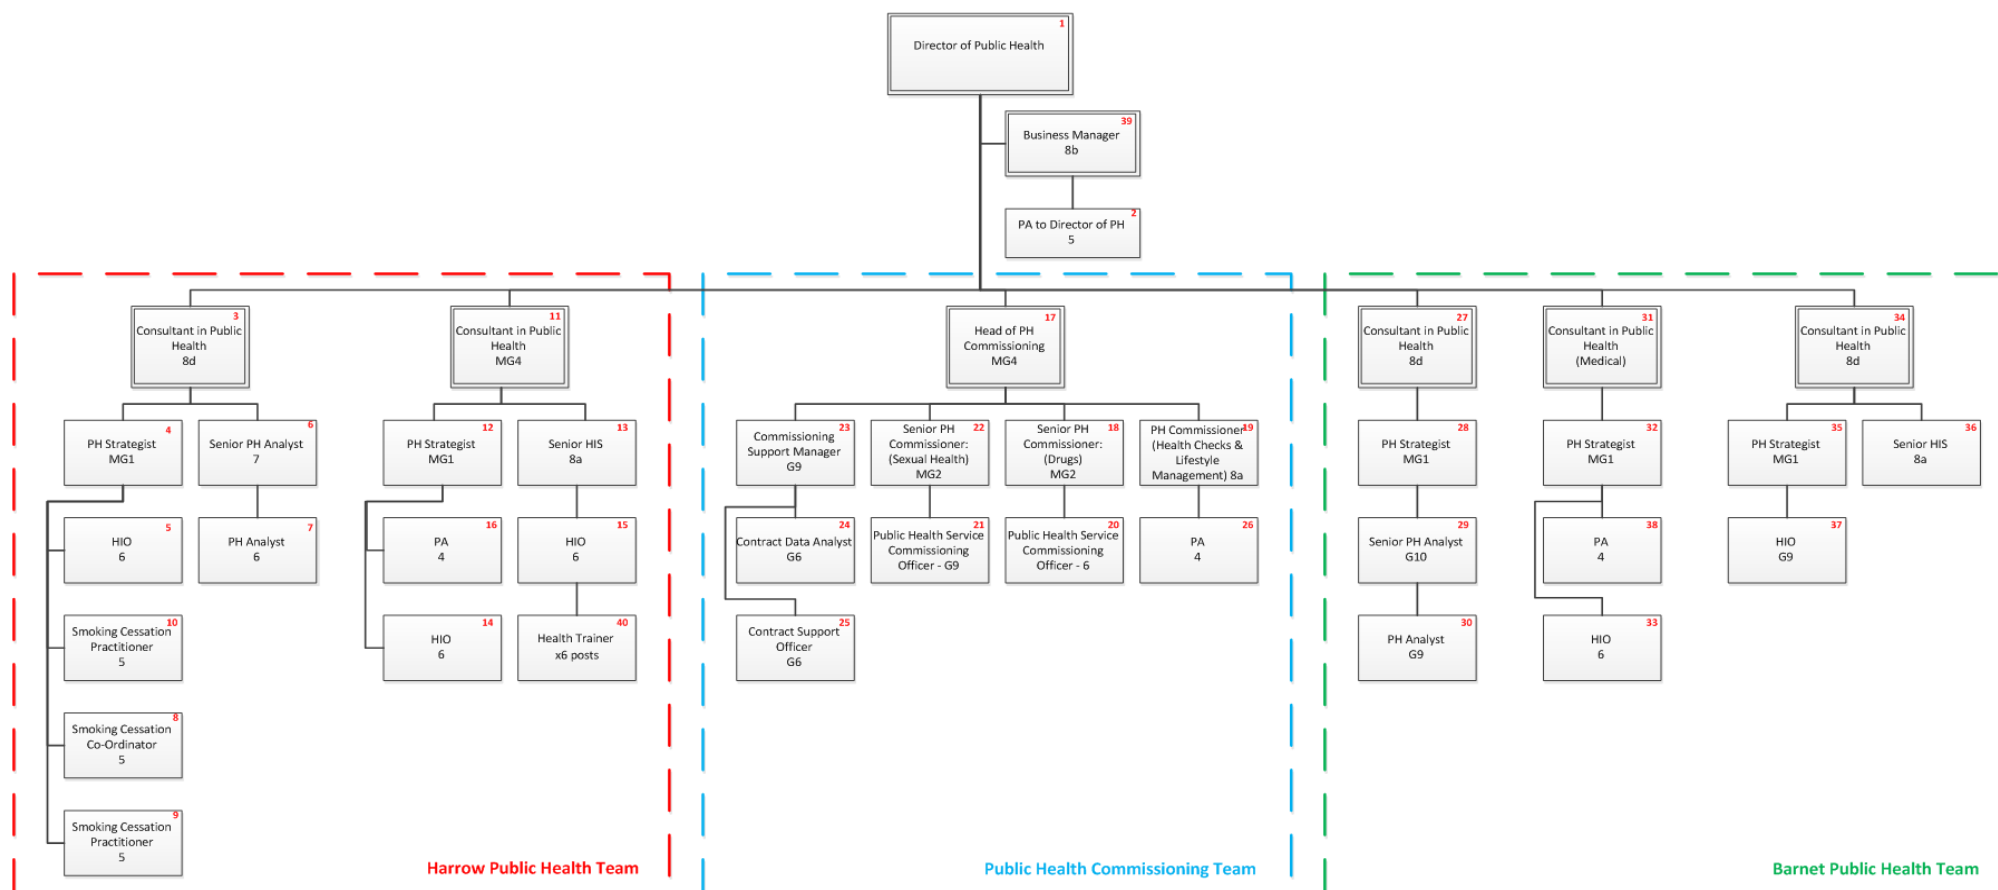 1
Director of Public Health
39
Business Manager
8b
2
PA to Director of PH
5
3
Consultant in Public
Health
8d
11
Consultant in Public
Health
MG4
17
Head of PH
Commissioning
MG4
27
Consultant in Public
Health
8d
31
Consultant in Public
Health
(Medical)
34
Consultant in Public
Health
8d
4
PH Strategist
MG1
6
Senior PH Analyst
7
12
PH Strategist
MG1
13
Senior HIS
8a
23
Commissioning
Support Manager
G9
22
Senior PH
Commissioner:
(Sexual Health)
MG2
18
Senior PH
Commissioner:
(Drugs)
MG2
19
PH Commissioner
(Health Checks &
Lifestyle
Management) 8a
28
PH Strategist
MG1
32
PH Strategist
MG1
35
PH Strategist
MG1
36
Senior HIS
8a
5
HIO
6
7
PH Analyst
6
16
PA
4
15
HIO
6
24
Contract Data Analyst
G6
21
Public Health Service
Commissioning
Officer - G9
20
Public Health Service
Commissioning
Officer - 6
26
PA
4
29
Senior PH Analyst
G10
38
PA
4
37
HIO
G9
10
Smoking Cessation
Practitioner
5
14
HIO
6
40
Health Trainer
x6 posts
25
Contract Support
Officer
G6
30
PH Analyst
G9
33
HIO
6
8
Smoking Cessation
Co-Ordinator
5
9
Smoking Cessation
Practitioner
5
Harrow Public Health Team
Public Health Commissioning Team
Barnet Public Health Team